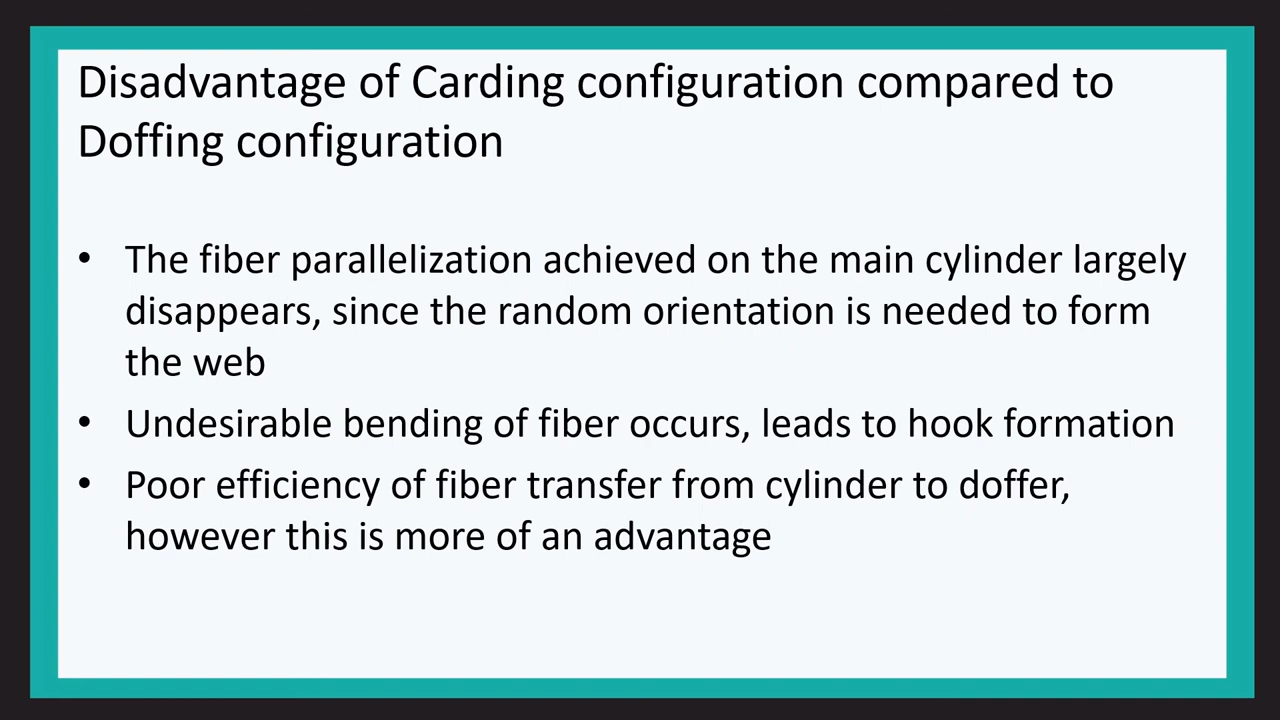 Disadvantage of Carding configuration compared to
Doffing configuration
• The fiber parallelization achieved on the main cylinder largely
disappears, since the random orientation is needed to form
the web
• Undesirable bending of fiber occurs, leads to hook formation
• Poor efficiency of fiber transfer from cylinder to doffer,
however this is more of an advantage